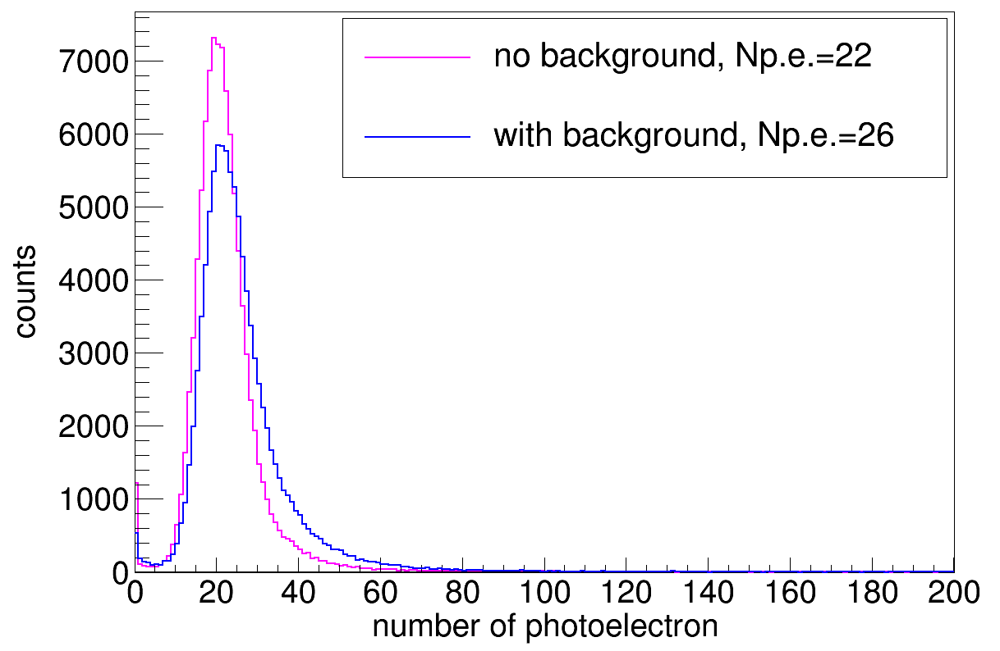 no background, Np.e.=22
with background, Np.e.=26
counts
7000
6000
5000
4000
3000
2000
1000
0
0 20 40 60 80 100 120 140 160 180 200
number of photoelectron